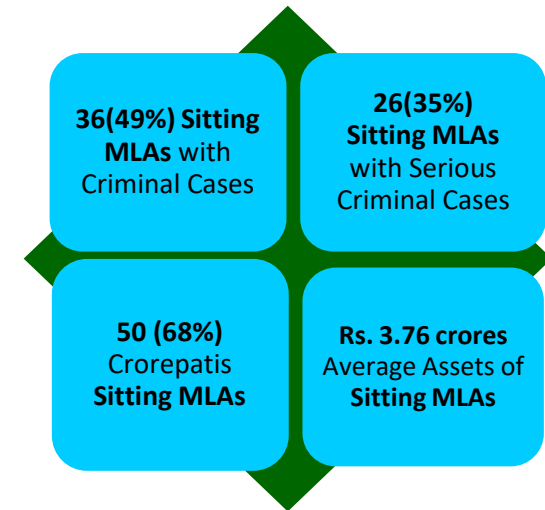 36(49%) Sitting
MLAs with
Criminal Cases
26(35%)
Sitting MLAs
with Serious
Criminal Cases
50 (68%)
Crorepatis
Sitting MLAs
Rs. 3.76 crores
Average Assets of
Sitting MLAs